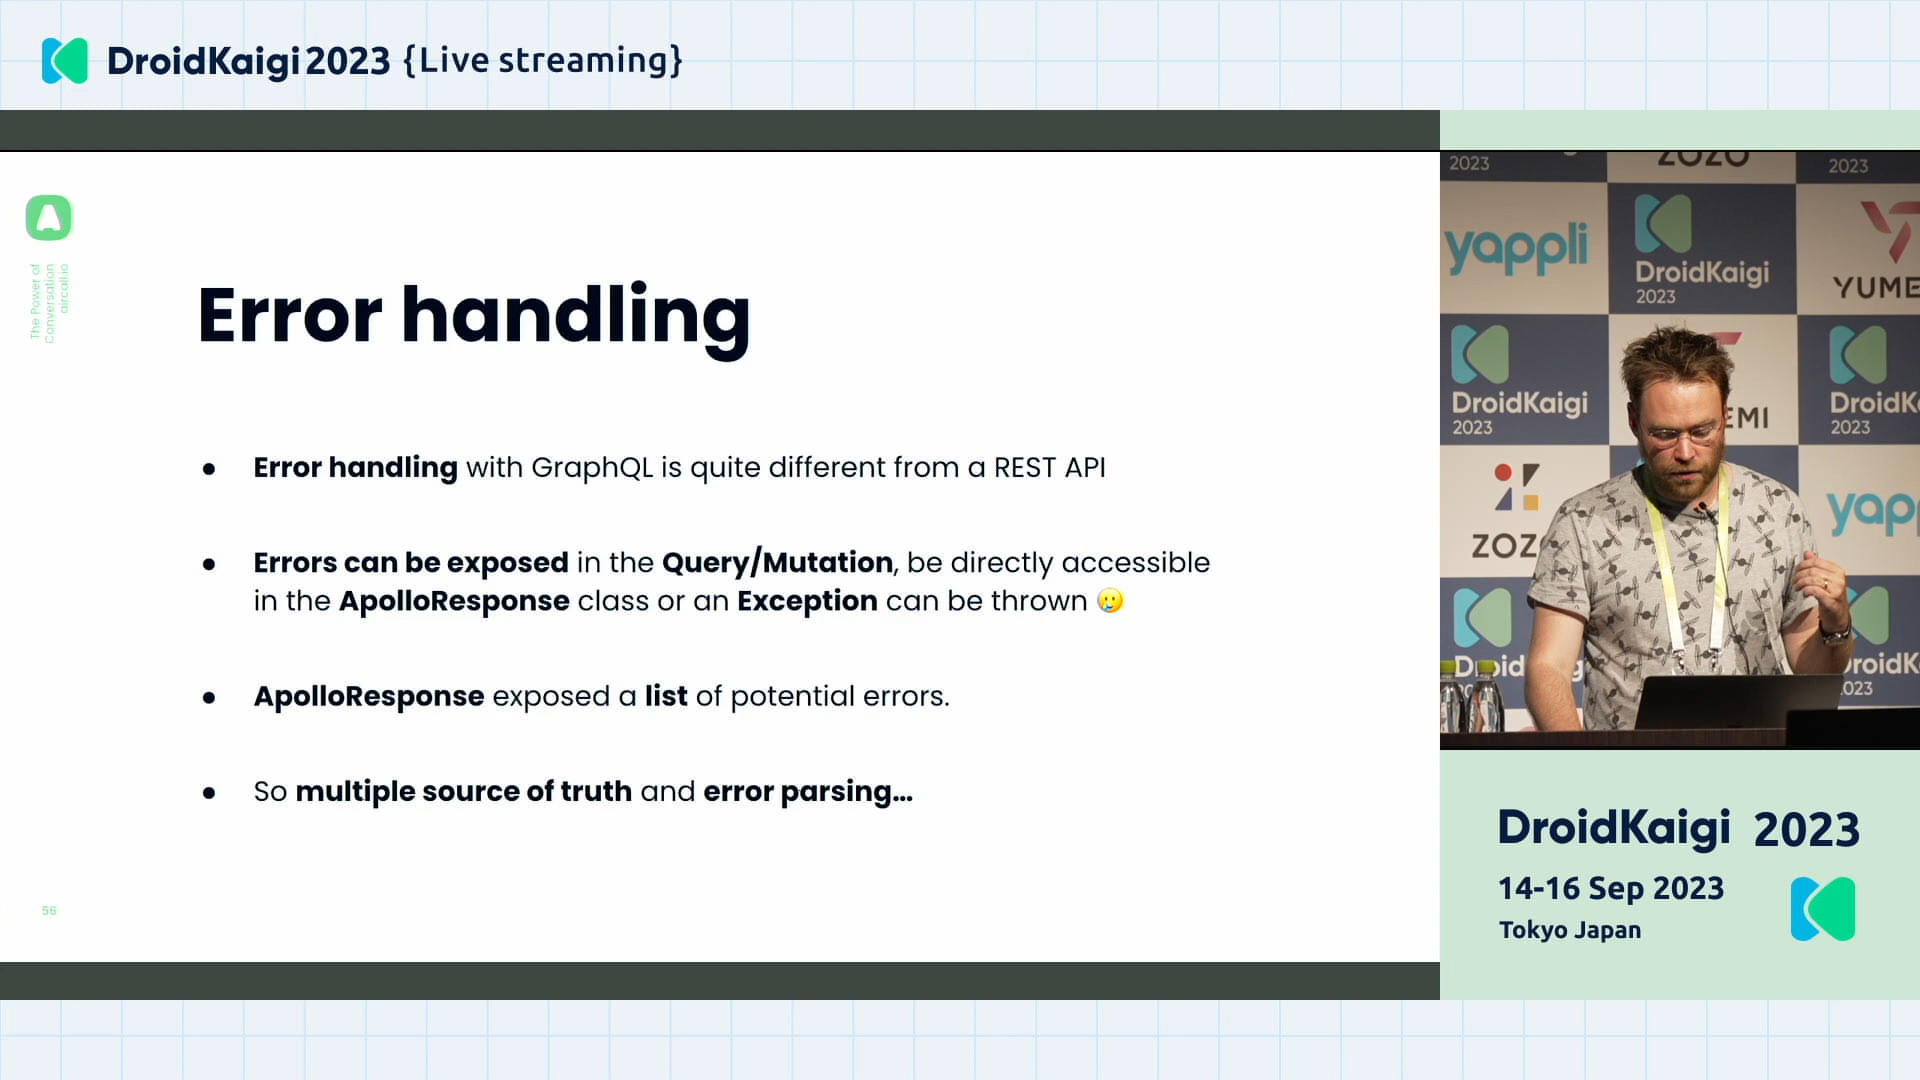 DroidKaigi 2023 {Live streaming}
The Power of
Conversation
aircall.io
Error handling
● Error handling with GraphQL is quite different from a REST API
● Errors can be exposed in the Query/Mutation, be directly accessible
in the ApolloResponse class or an Exception can be thrown 🥲
● ApolloResponse exposed a list of potential errors.
● So multiple source of truth and error parsing...
56
2023
ZOZO
2023
yappli
DroidKaigi
2023
YUME
DroidKaigi
2023
EMI
DroidK
2023
ZOZ
yapp
Droid
g
roidK
023
DroidKaigi 2023
14-16 Sep 2023
Tokyo Japan